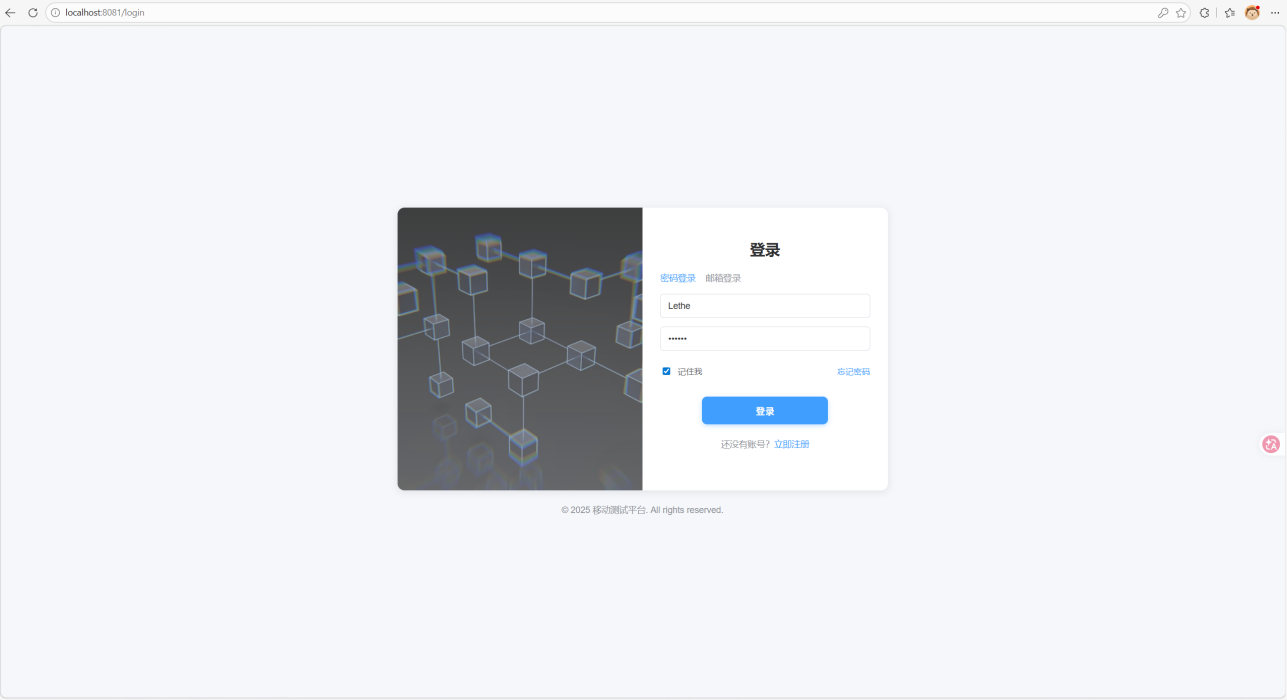 localhost:8081/login
登录
密码登录 邮箱登录
Lethe
••••••
记住我 忘记密码
登录
还没有账号? 立即注册
© 2025 移动测试平台. All rights reserved.